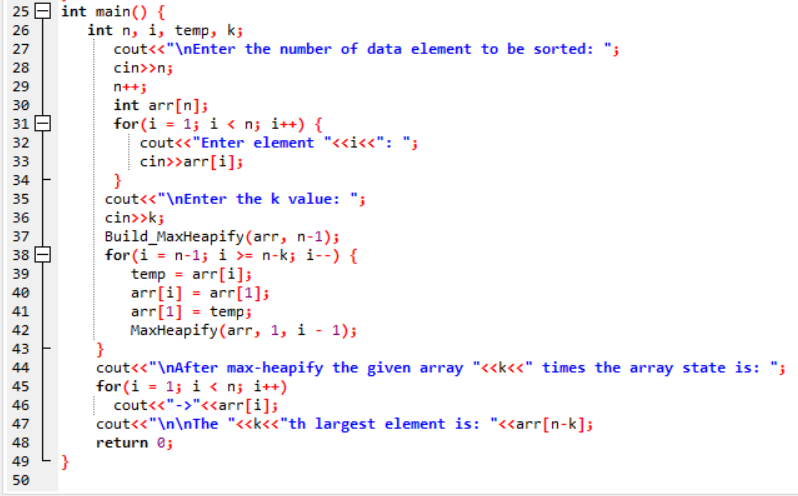 25 int main() {
26 int n, i, temp, k;
27 cout<<"\nEnter the number of data element to be sorted: ";
28 cin>>n;
29 n++;
30 int arr[n];
31 for(i = 1; i < n; i++) {
32 cout<<"Enter element "<<i<<": ";
33 cin>>arr[i];
34 }
35 cout<<"\nEnter the k value: ";
36 cin>>k;
37 Build_MaxHeapify(arr, n-1);
38 for(i = n-1; i >= n-k; i--) {
39 temp = arr[i];
40 arr[i] = arr[1];
41 arr[1] = temp;
42 MaxHeapify(arr, 1, i - 1);
43 }
44 cout<<"\nAfter max-heapify the given array "<<k<<" times the array state is: ";
45 for(i = 1; i < n; i++)
46 cout<<"->"<<arr[i];
47 cout<<"\n\nThe "<<k<<"th largest element is: "<<arr[n-k];
48 return 0;
49 }
50